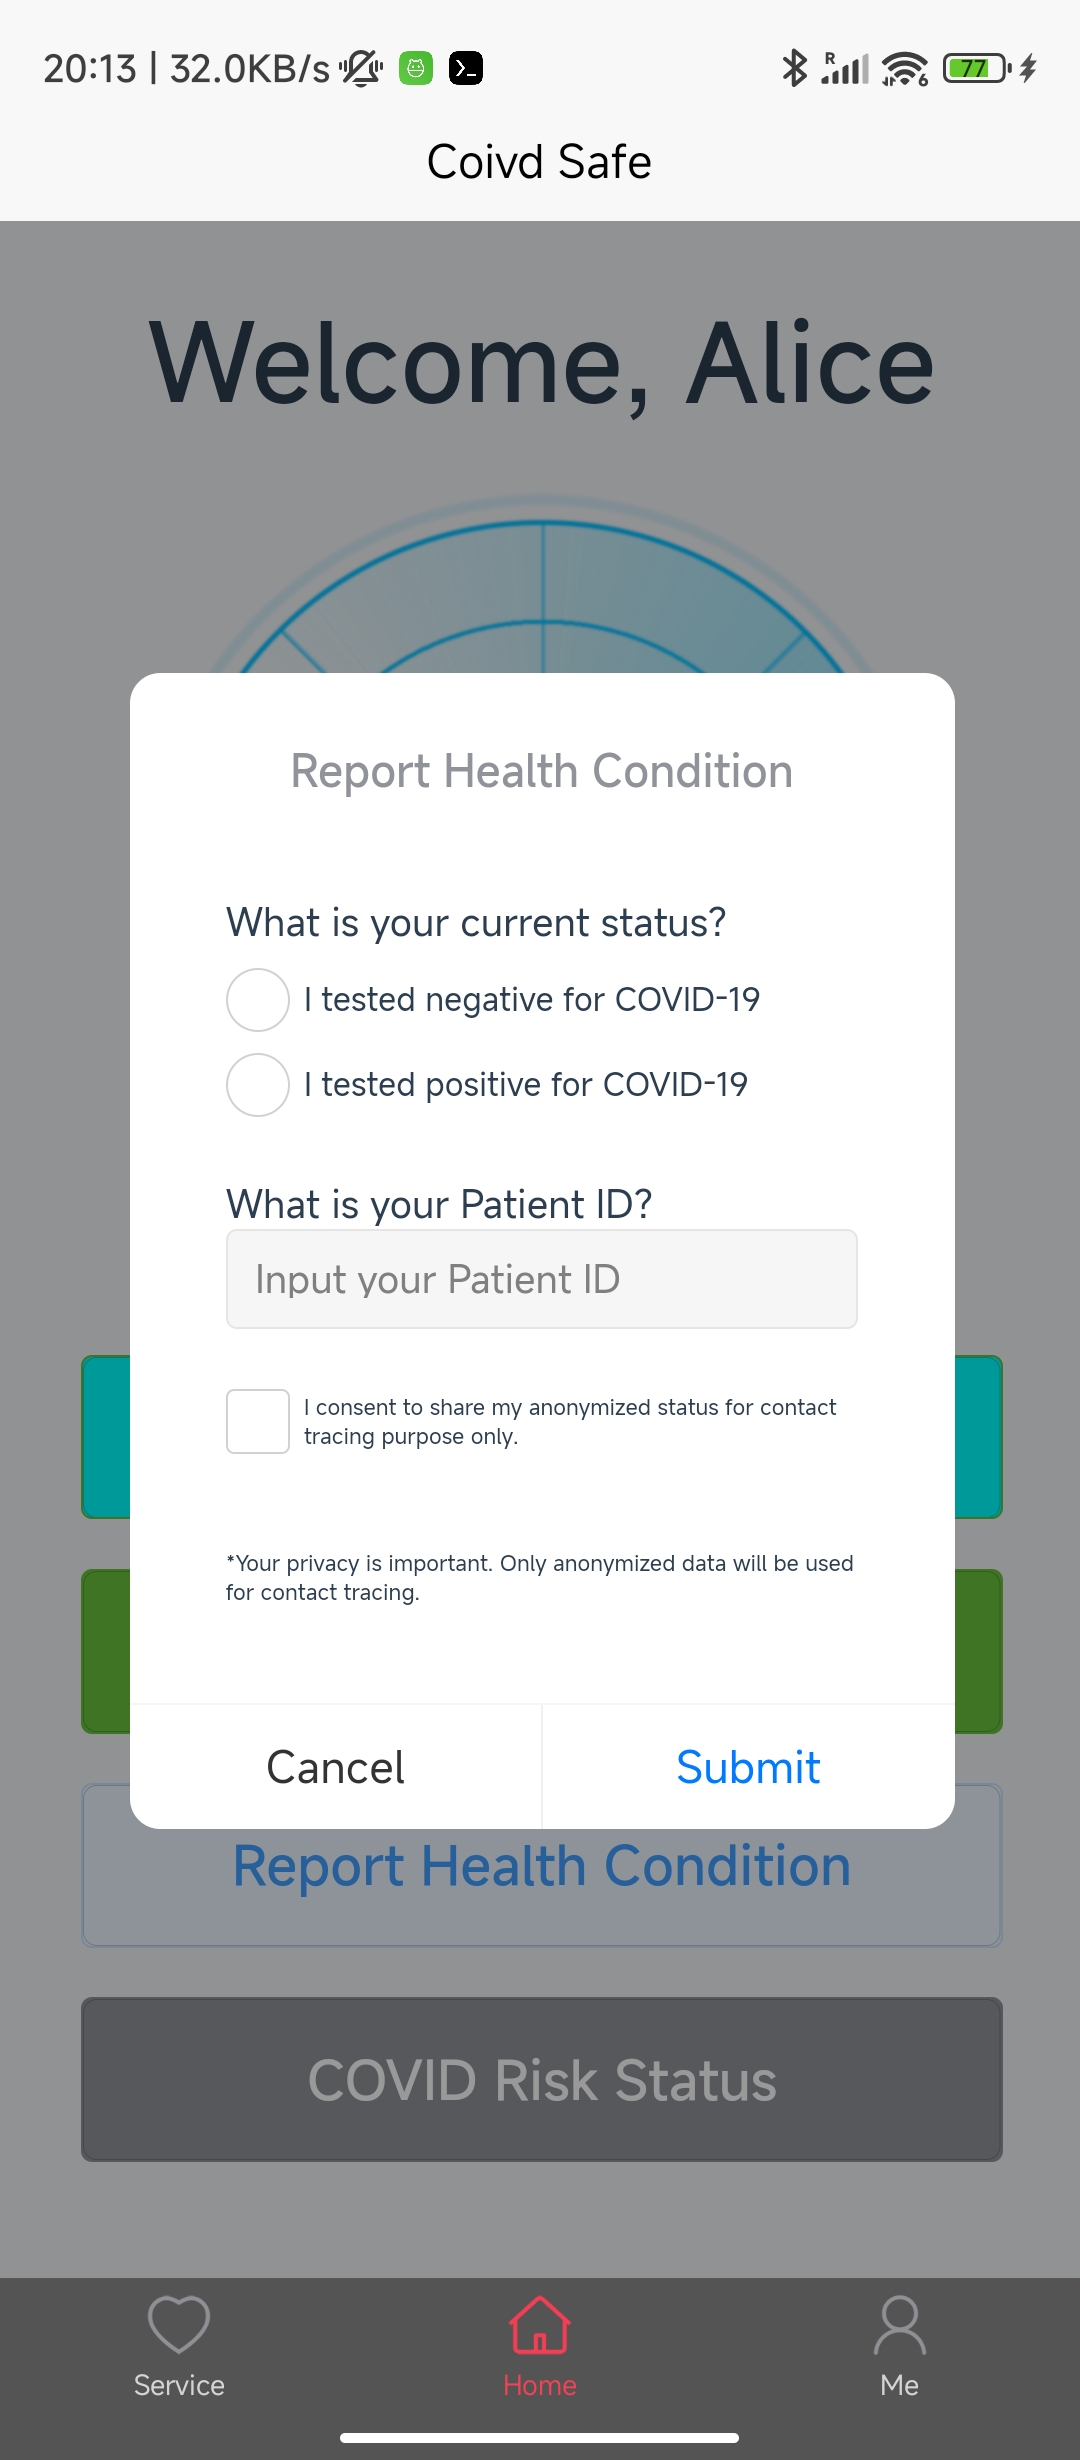 20:13 | 32.0KB/s
R
6
77
Coivd Safe
Welcome, Alice
Report Health Condition
What is your current status?
I tested negative for COVID-19
I tested positive for COVID-19
What is your Patient ID?
Input your Patient ID
I consent to share my anonymized status for contact
tracing purpose only.
*Your privacy is important. Only anonymized data will be used
for contact tracing.
Cancel
Submit
Report Health Condition
COVID Risk Status
Service
Home
Me